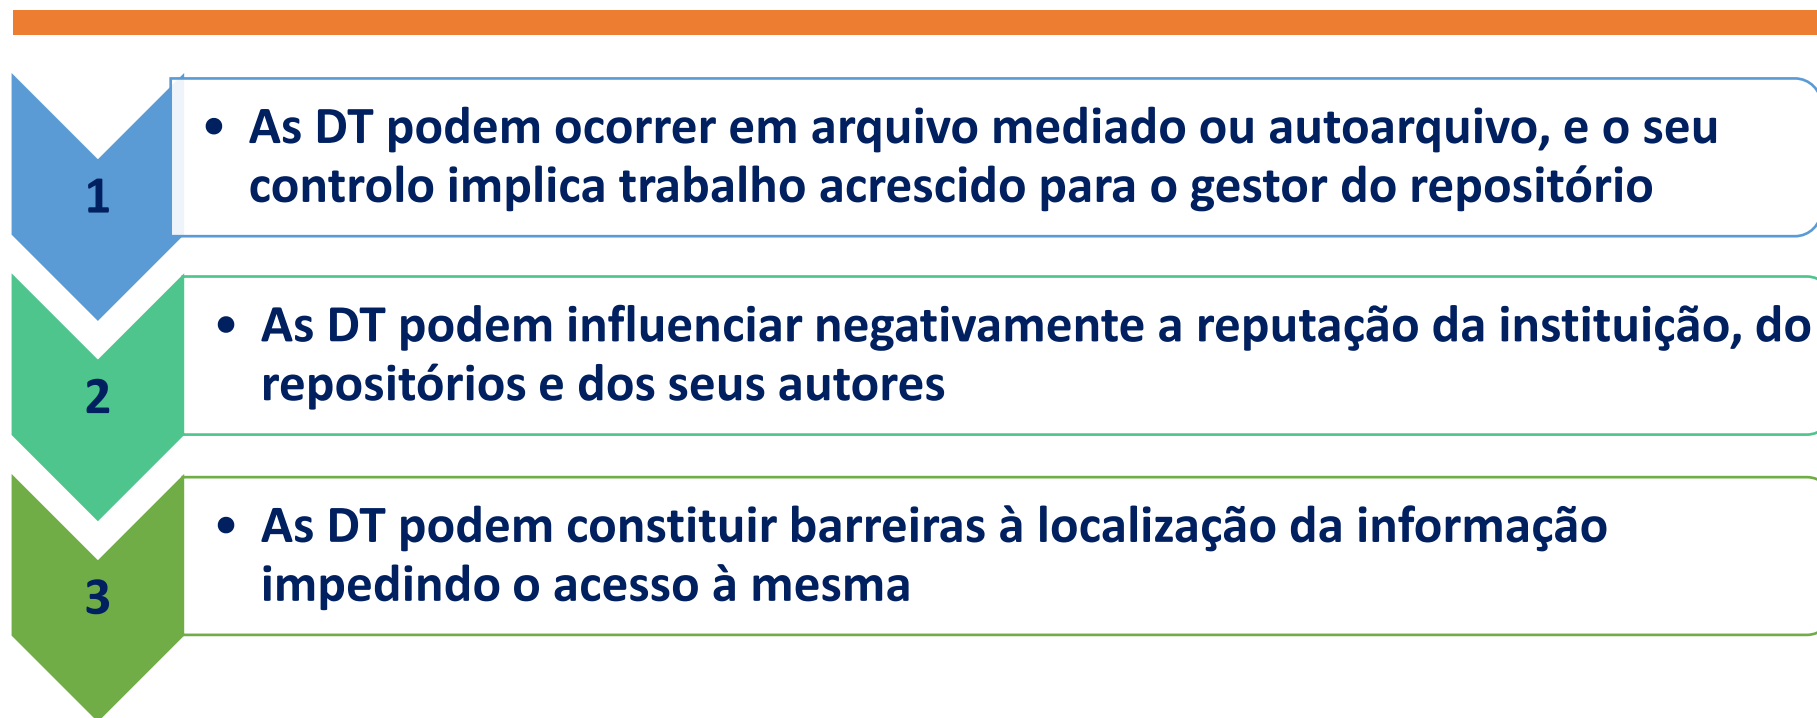 1
• As DT podem ocorrer em arquivo mediado ou autoarquivo, e o seu
controlo implica trabalho acrescido para o gestor do repositório
2
• As DT podem influenciar negativamente a reputação da instituição, do
repositórios e dos seus autores
3
• As DT podem constituir barreiras à localização da informação
impedindo o acesso à mesma